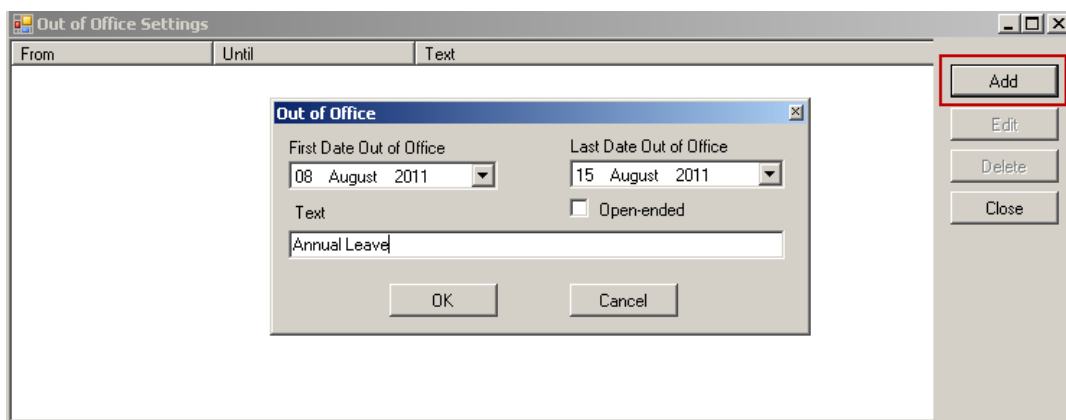 Out of Office Settings
From Until Text
Add
Out of Office
Edit
First Date Out of Office Last Date Out of Office
08 August 2011 15 August 2011
Delete
Text Open-ended
Close
Annual Leave
OK Cancel